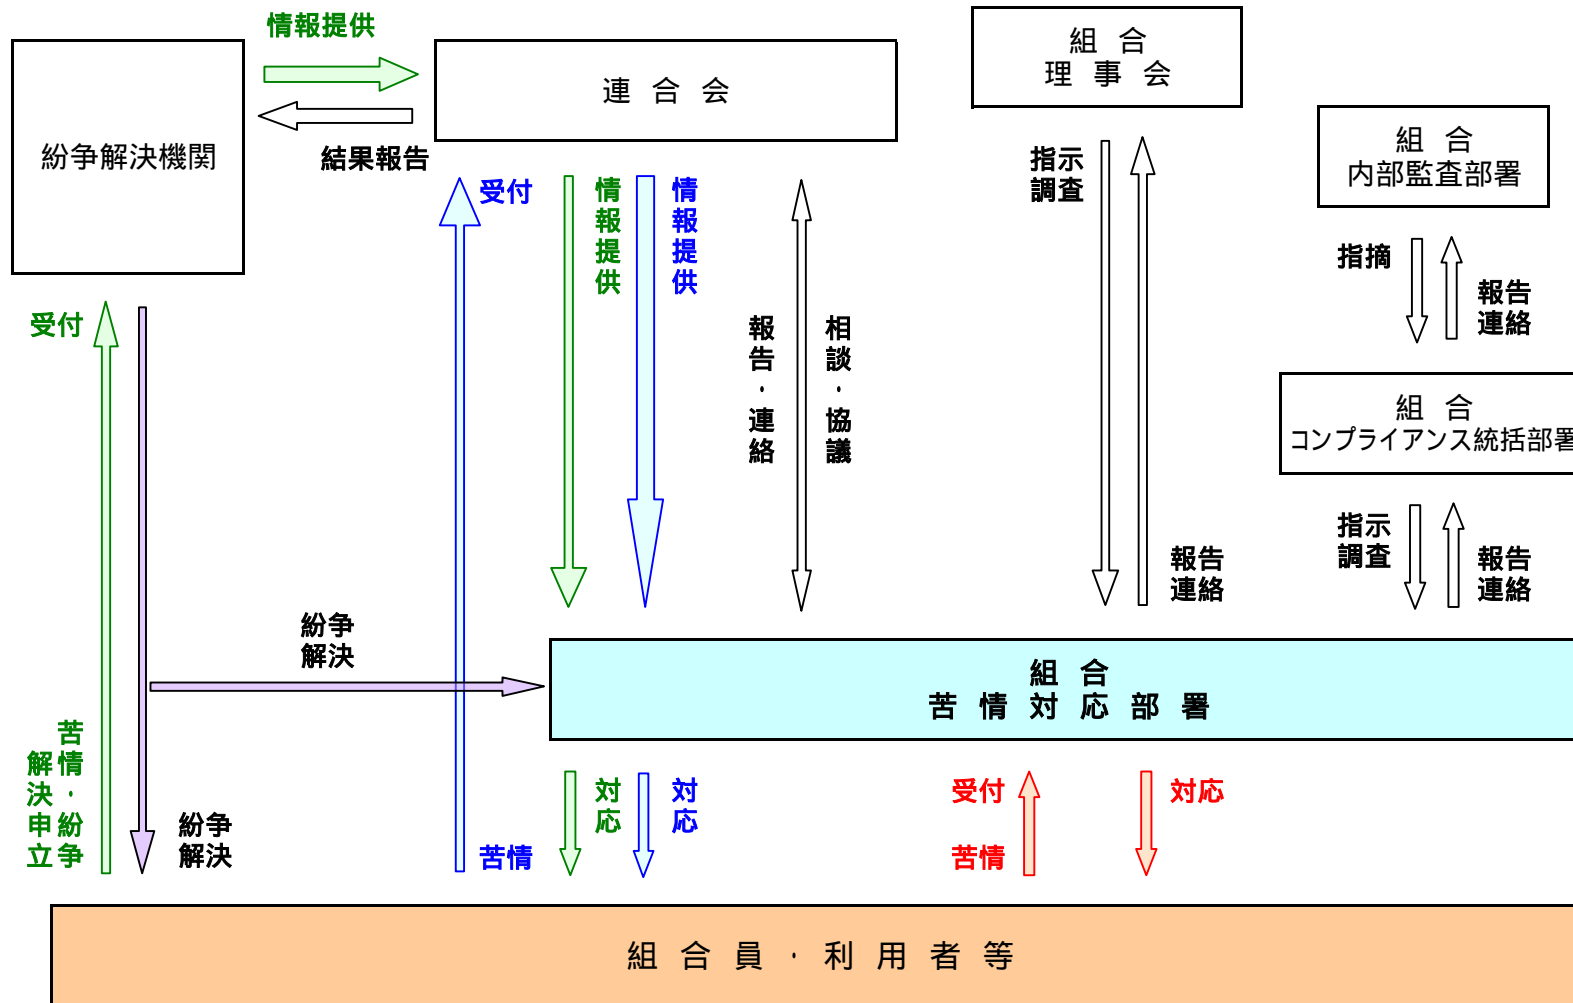 情報提供
紛争解決機関
連合会
組合
理事会
組合
内部監査部署
結果報告
受付
情報提供
情報提供
指示
調査
指摘
報告
連絡
受付
報告・連絡
相談・協議
組合
コンプライアンス統括部署
指示
調査
報告
連絡
報告
連絡
紛争
解決
組合
苦情対応部署
苦情・紛争
解決申立
紛争
解決
苦情
対応
対応
受付
苦情
対応
組合員・利用者等